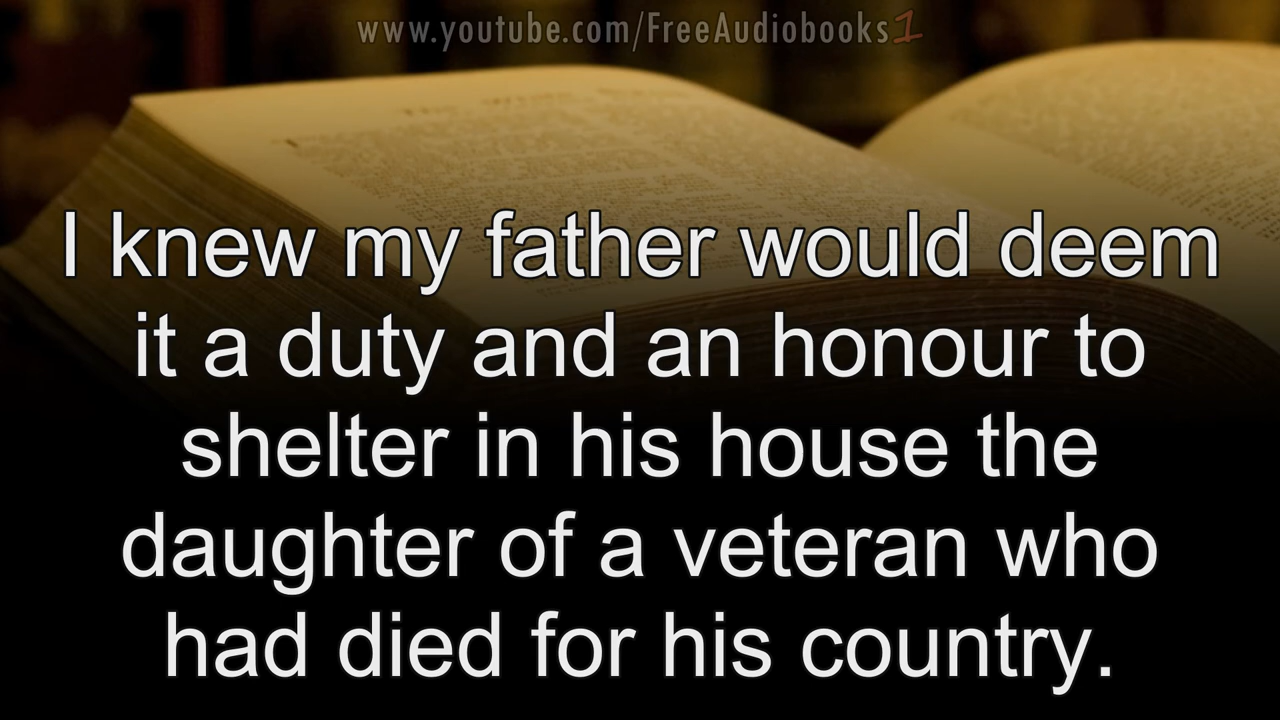 www.youtube.com/FreeAudiobooks1
I knew my father would deem
it a duty and an honour to
shelter in his house the
daughter of a veteran who
had died for his country.